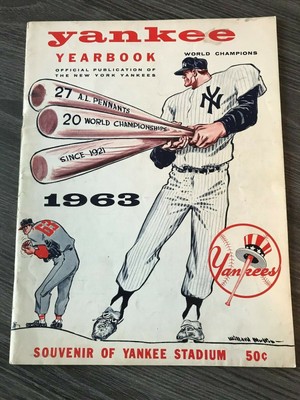 yankee
YEARBOOK
WORLD CHAMPIONS
OFFICIAL PUBLICATION OF
THE NEW YORK YANKEES
NY
27 A.L. PENNANTS
20 WORLD CHAMPIONSHIPS
SINCE 1921
1963
Yankees
SOUVENIR OF YANKEE STADIUM 50¢